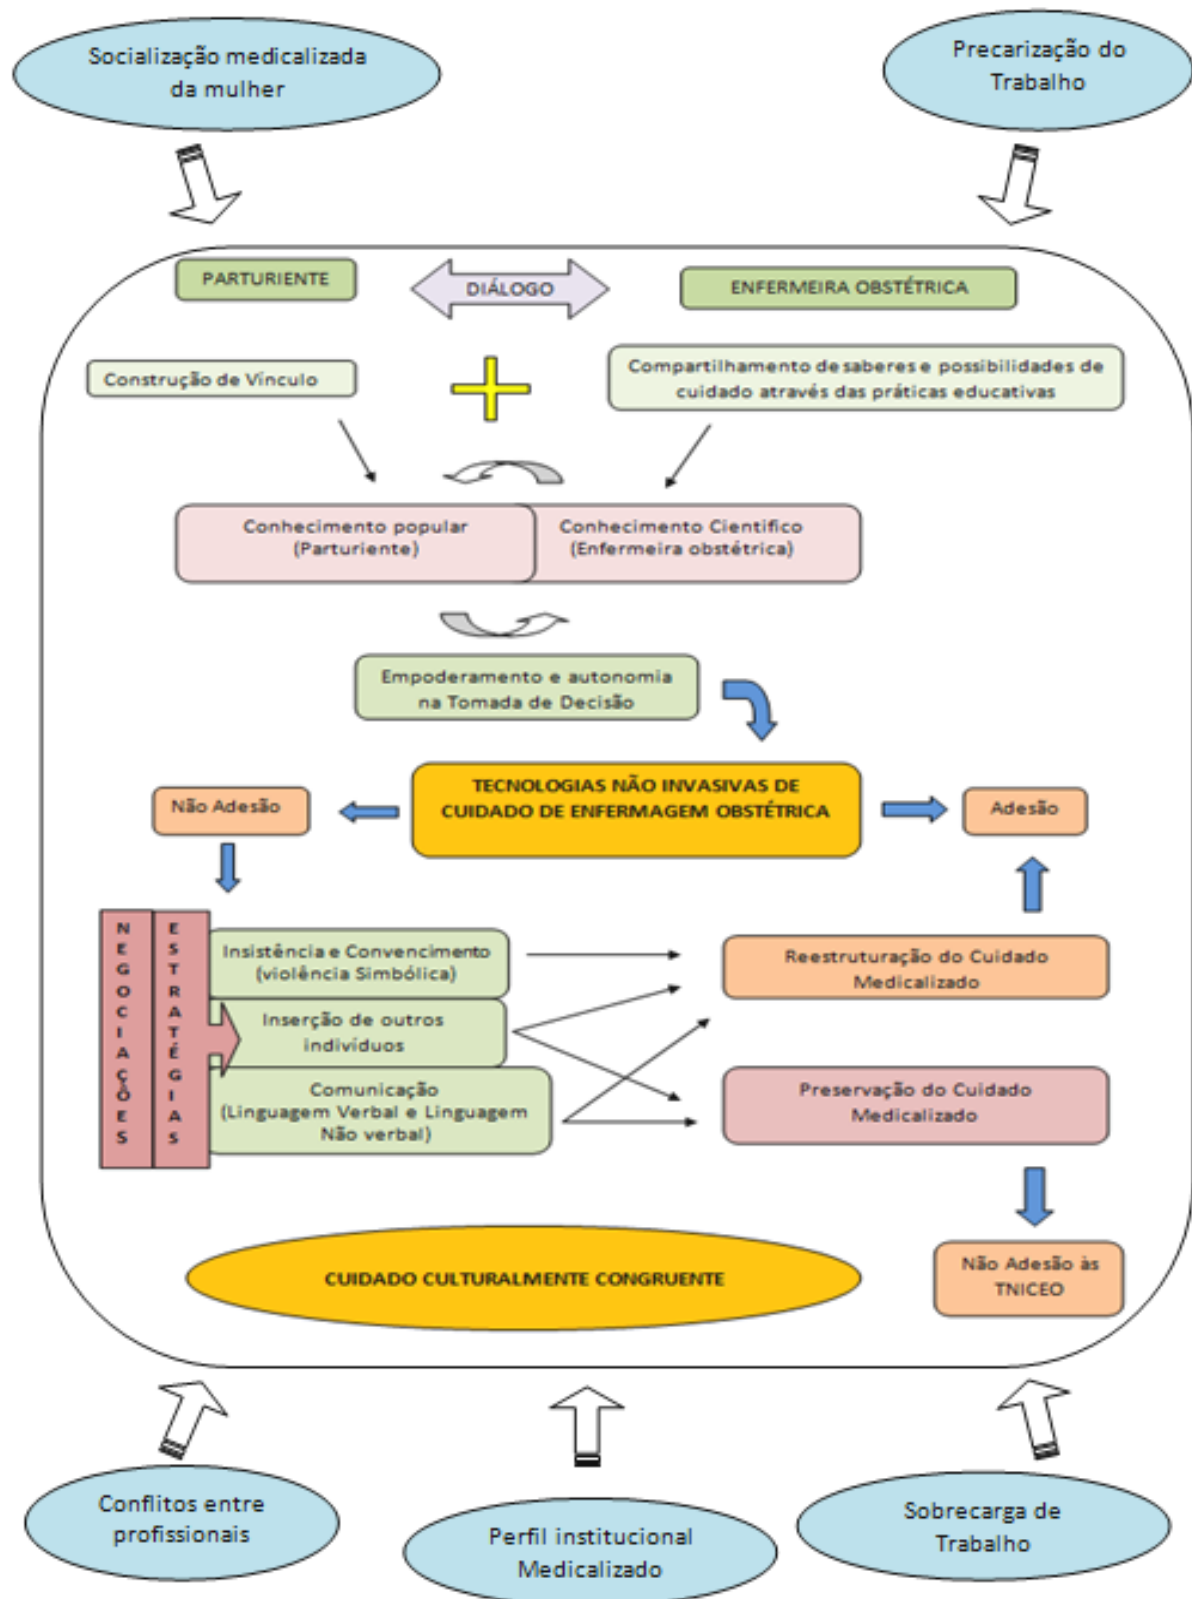 Socialização medicalizada
da mulher
Precarização do
Trabalho
PARTURIENTE
DIÁLOGO
ENFERMEIRA OBSTÉTRICA
Construção de Vínculo
Compartilhamento de saberes e possibilidades de
cuidado através das práticas educativas
Conhecimento popular
(Parturiente)
Conhecimento Cientifico
(Enfermeira obstétrica)
Empoderamento e autonomia
na Tomada de Decisão
TECNOLOGIAS NÃO INVASIVAS DE
CUIDADO DE ENFERMAGEM OBSTÉTRICA
Não Adesão
Adesão
NEGOCIAÇÕES
ESTRATÉGIAS
Insistência e Convencimento
(violência Simbólica)
Inserção de outros
indivíduos
Comunicação
(Linguagem Verbal e Linguagem
Não verbal)
Reestruturação do Cuidado
Medicalizado
Preservação do Cuidado
Medicalizado
Não Adesão às
TNICEO
CUIDADO CULTURALMENTE CONGRUENTE
Conflitos entre
profissionais
Perfil institucional
Medicalizado
Sobrecarga de
Trabalho